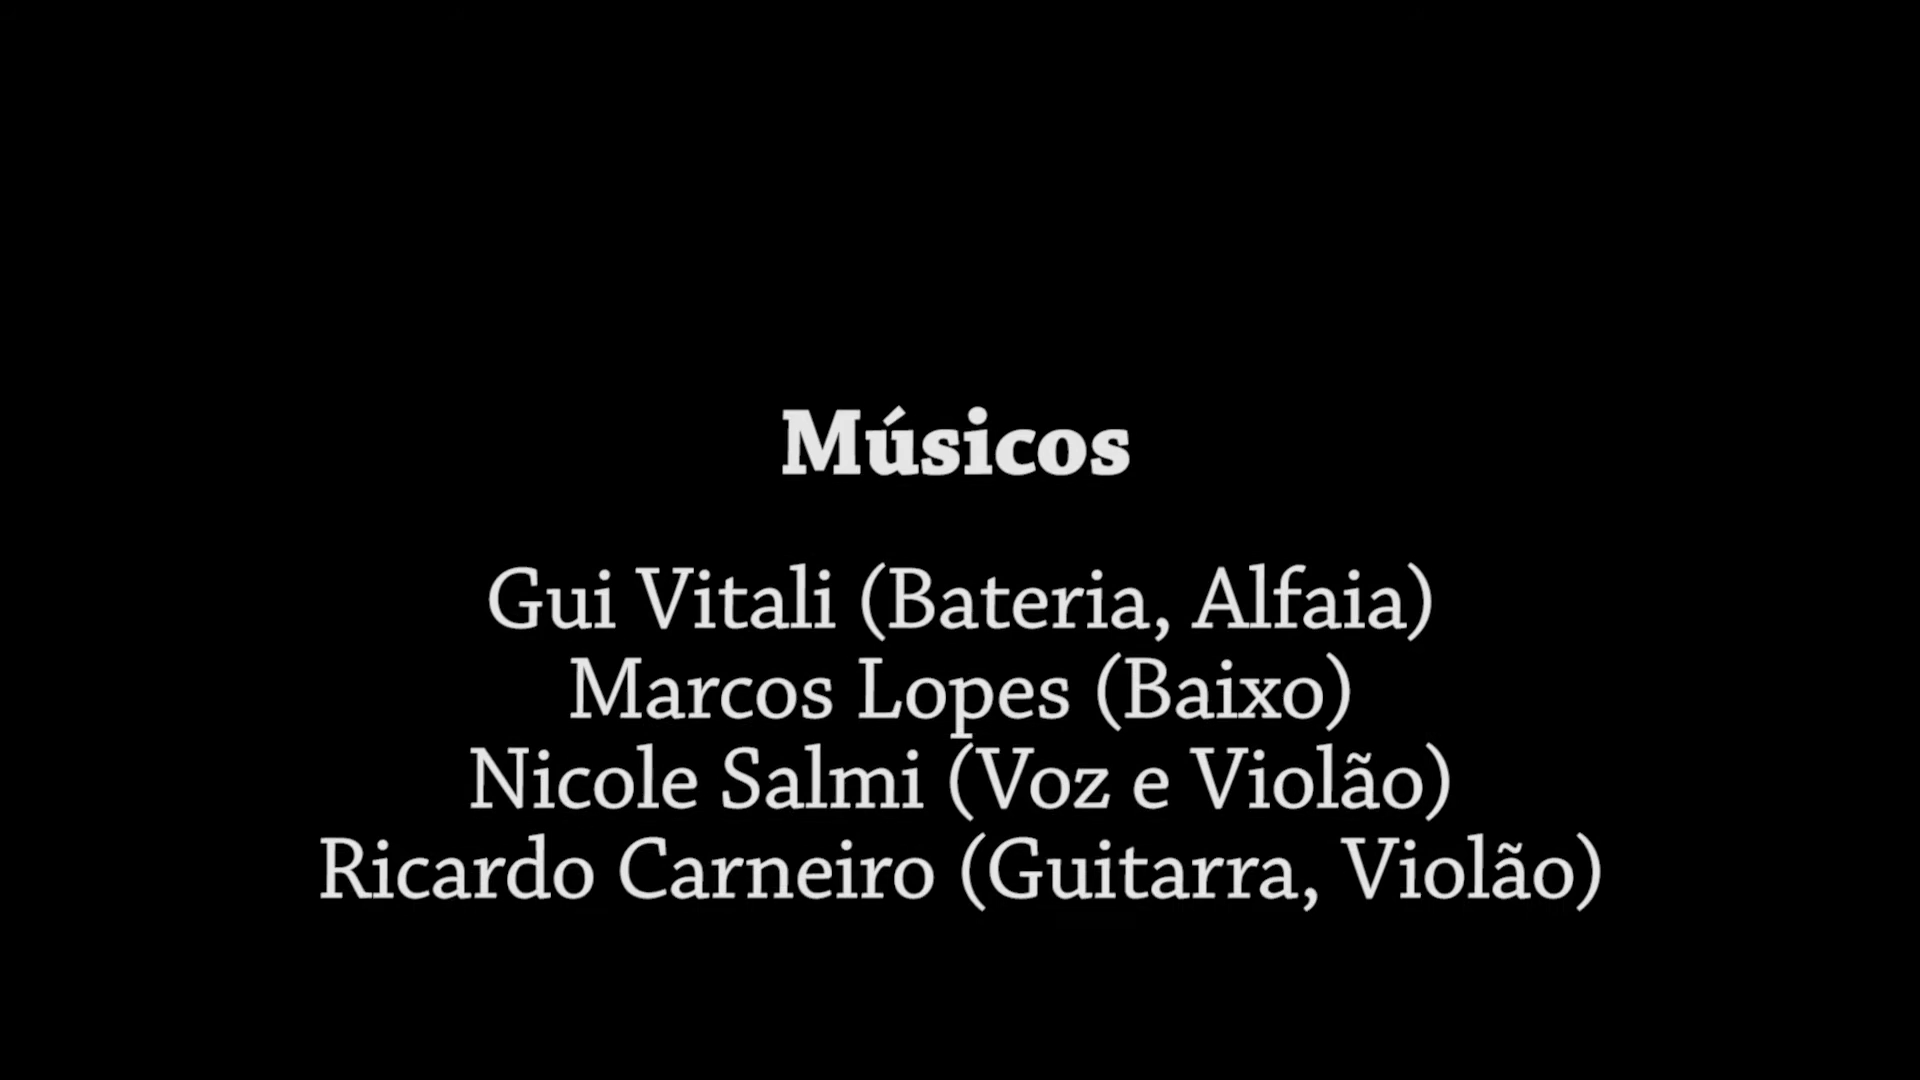 Músicos
Gui Vitali (Bateria, Alfaia)
Marcos Lopes (Baixo)
Nicole Salmi (Voz e Violão)
Ricardo Carneiro (Guitarra, Violão)